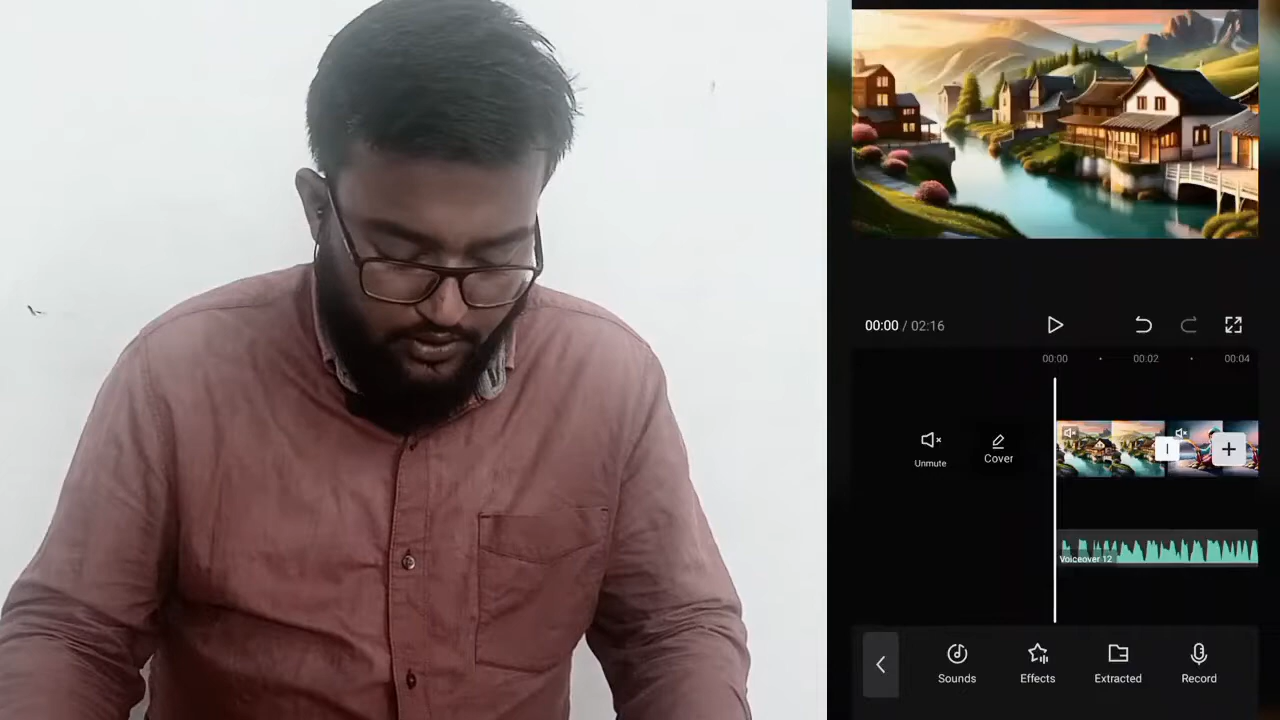 00:00 / 02:16
00:00 00:02 00:04
Unmute
Cover
Voiceover 12
Sounds Effects Extracted Record